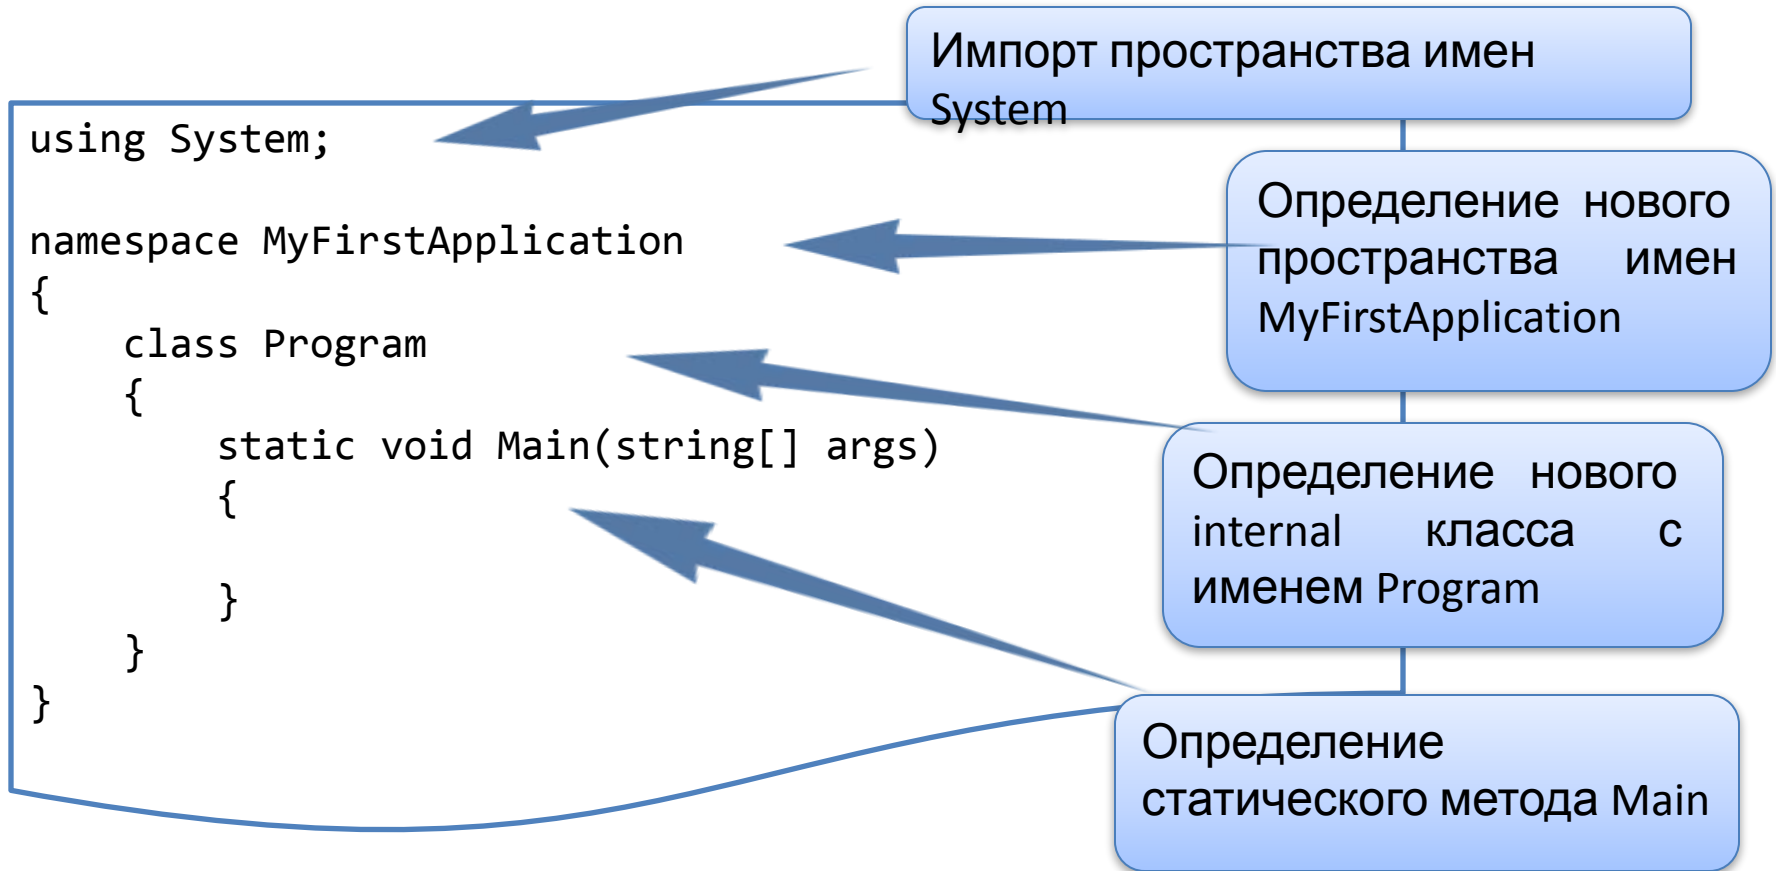 using System;

namespace MyFirstApplication
{
    class Program
    {
        static void Main(string[] args)
        {

        }
    }
}
Импорт пространства имен
System
Определение нового
пространства имен
MyFirstApplication
Определение нового
internal класса с
именем Program
Определение
статического метода Main